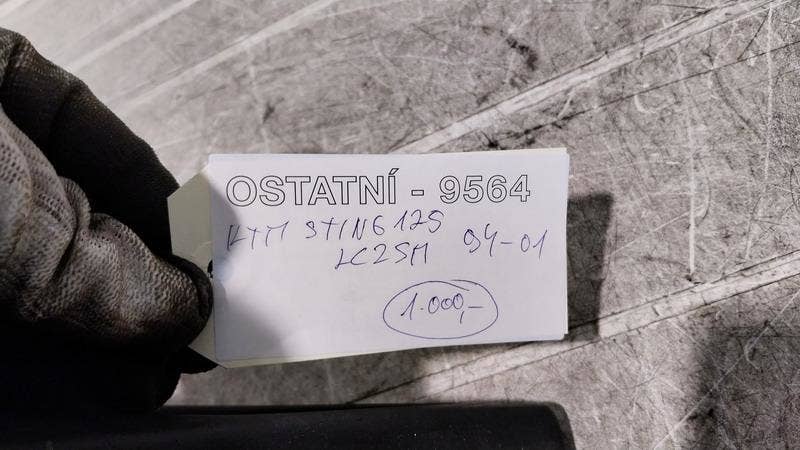 OSTATNÍ - 9564
KTM STING 125
LC2SM 94-01
1.000,-